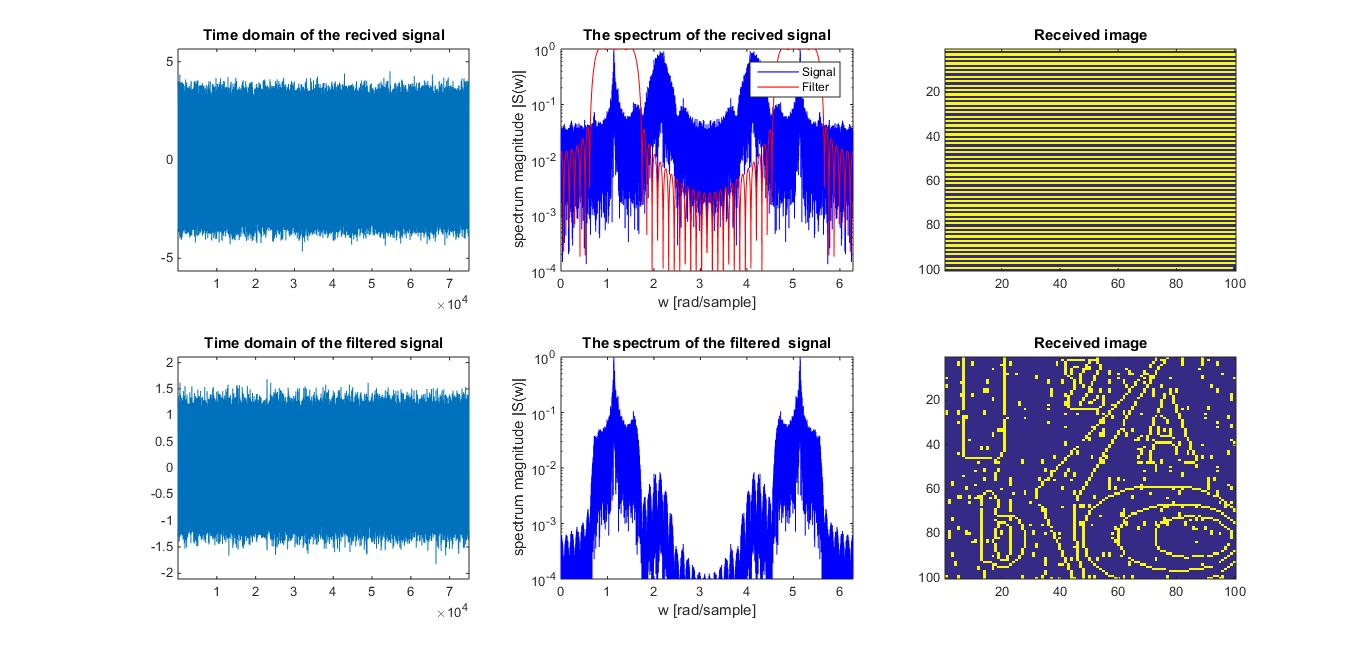 Time domain of the recived signal
5
0
-5
1 2 3 4 5 6 7
×10^4
The spectrum of the recived signal
spectrum magnitude |S(w)|
10^0
10^-1
10^-2
10^-3
10^-4
Signal
Filter
0 1 2 3 4 5 6
w [rad/sample]
Received image
20
40
60
80
100
20 40 60 80 100
Time domain of the filtered signal
2
1.5
1
0.5
0
-0.5
-1
-1.5
-2
1 2 3 4 5 6 7
×10^4
The spectrum of the filtered  signal
spectrum magnitude |S(w)|
10^0
10^-1
10^-2
10^-3
10^-4
0 1 2 3 4 5 6
w [rad/sample]
Received image
20
40
60
80
100
A
20 40 60 80 100